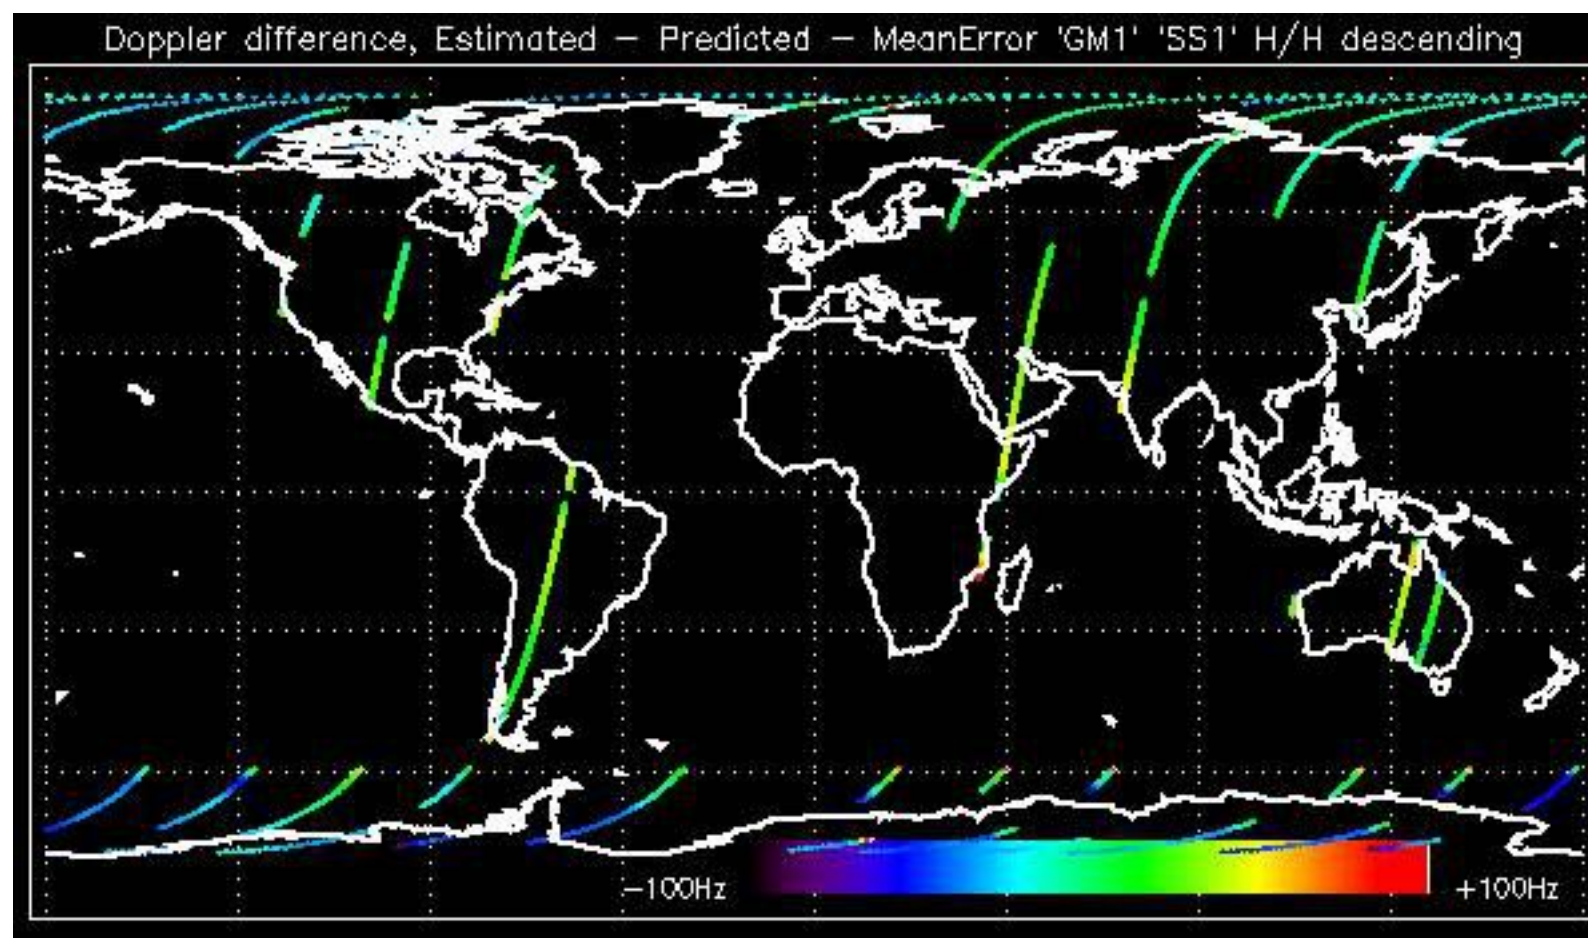 Doppler difference, Estimated – Predicted – MeanError 'GM1' 'SS1' H/H descending
–100Hz +100Hz